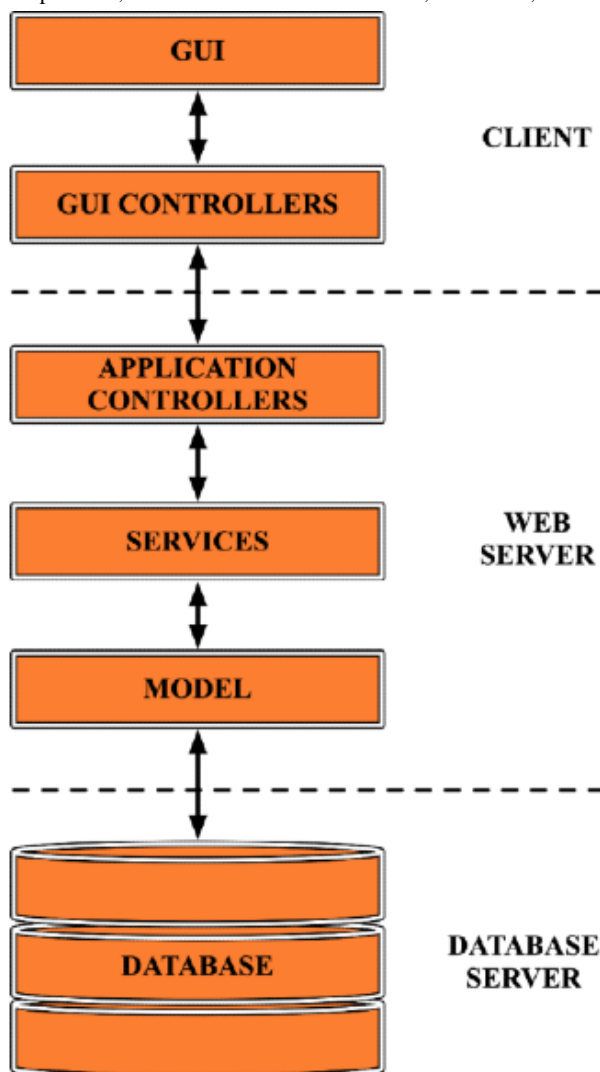 GUI
CLIENT
GUI CONTROLLERS
APPLICATION
CONTROLLERS
SERVICES
WEB
SERVER
MODEL
DATABASE
DATABASE
SERVER